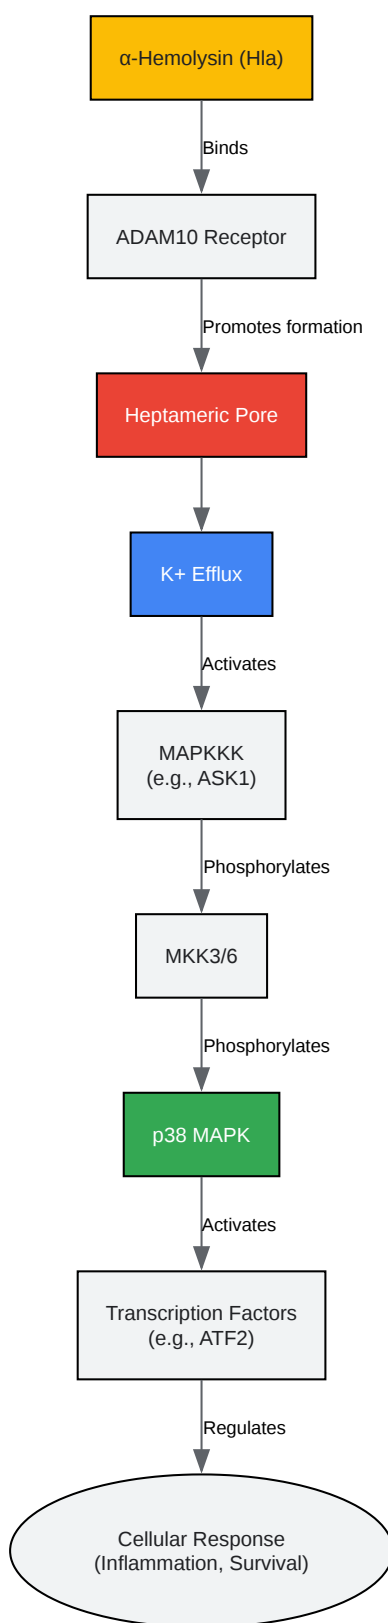 α-Hemolysin (Hla)
Binds
ADAM10 Receptor
Promotes formation
Heptameric Pore
K+ Efflux
Activates
MAPKKK
(e.g., ASK1)
Phosphorylates
MKK3/6
Phosphorylates
p38 MAPK
Activates
Transcription Factors
(e.g., ATF2)
Regulates
Cellular Response
(Inflammation, Survival)